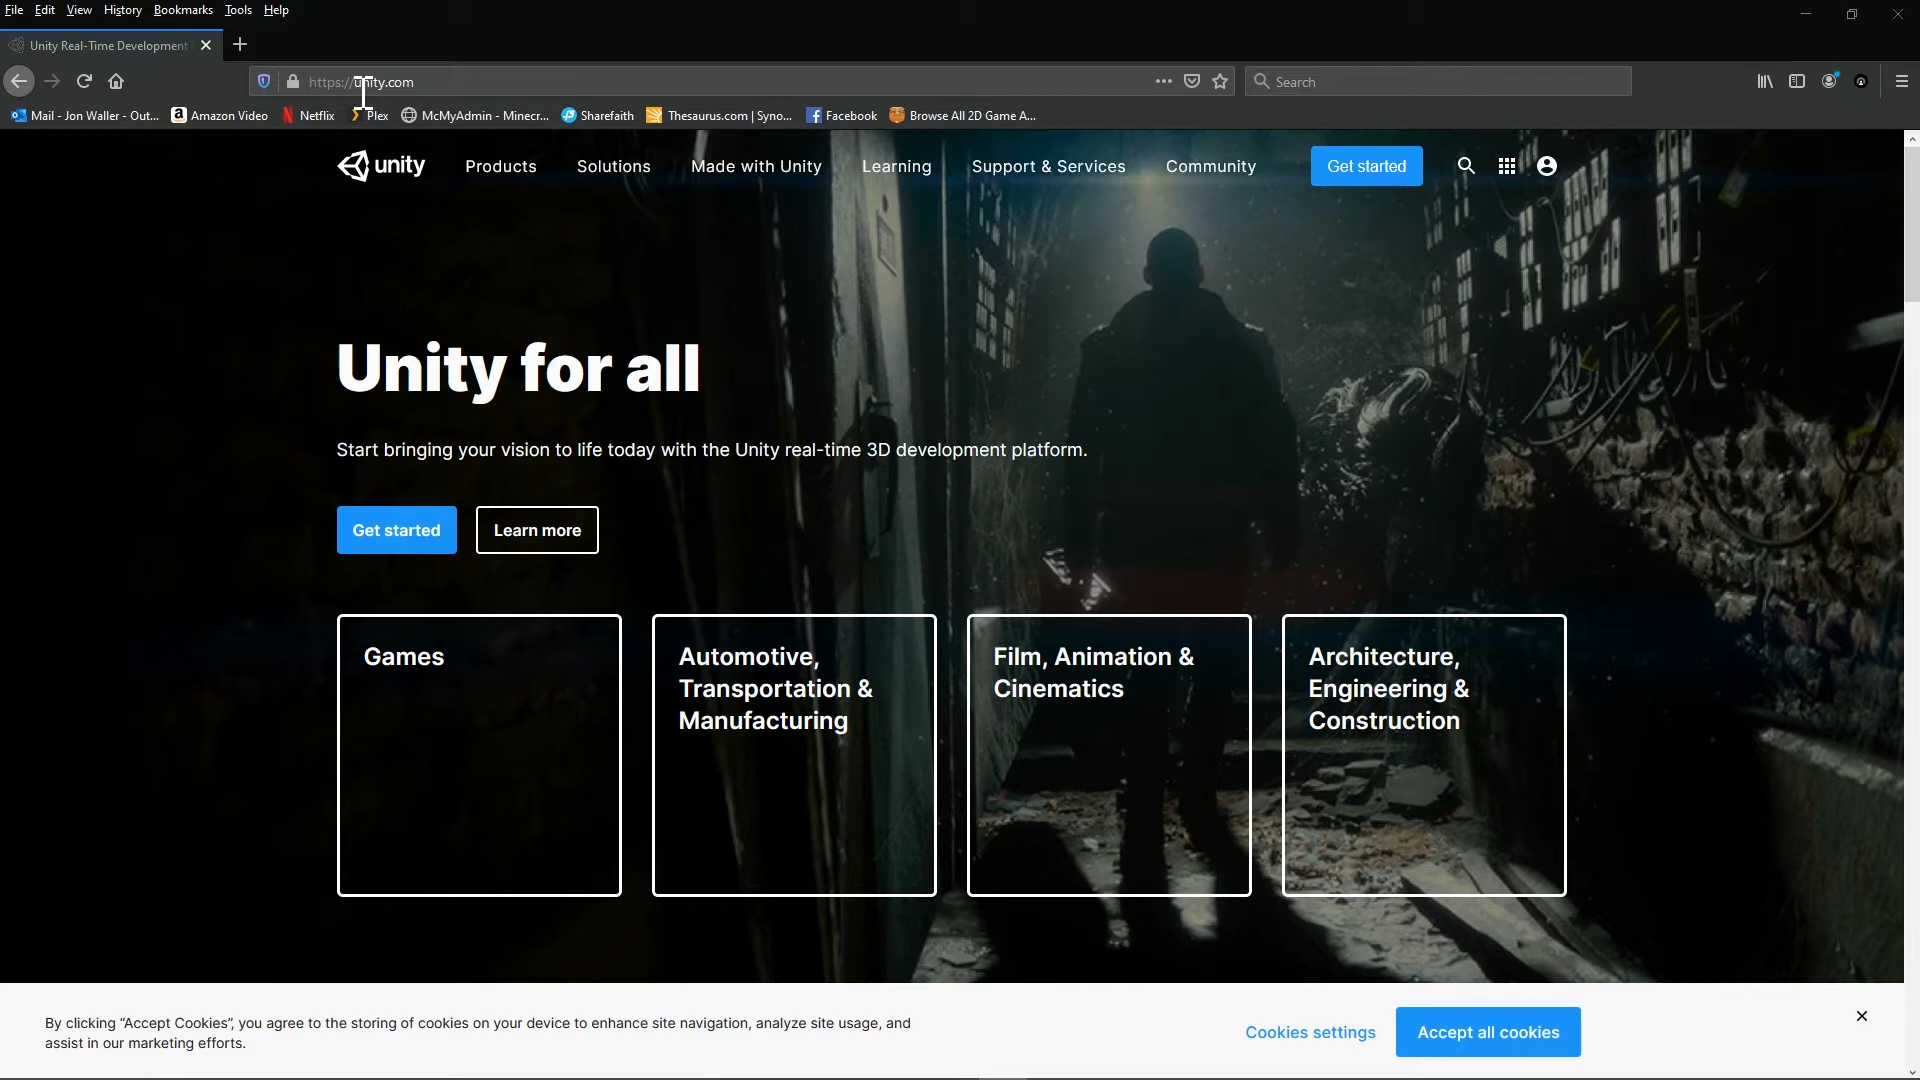 File Edit View History Bookmarks Tools Help
Unity Real-Time Development
https://unity.com
Search
Mail - Jon Waller - Out... Amazon Video Netflix Plex McMyAdmin - Minecr... Sharefaith Thesaurus.com | Syno... Facebook Browse All 2D Game A...
unity Products Solutions Made with Unity Learning Support & Services Community Get started
Unity for all
Start bringing your vision to life today with the Unity real-time 3D development platform.
Get started Learn more
Games
Automotive,
Transportation &
Manufacturing
Film, Animation &
Cinematics
Architecture,
Engineering &
Construction
By clicking “Accept Cookies”, you agree to the storing of cookies on your device to enhance site navigation, analyze site usage, and
assist in our marketing efforts.
Cookies settings Accept all cookies